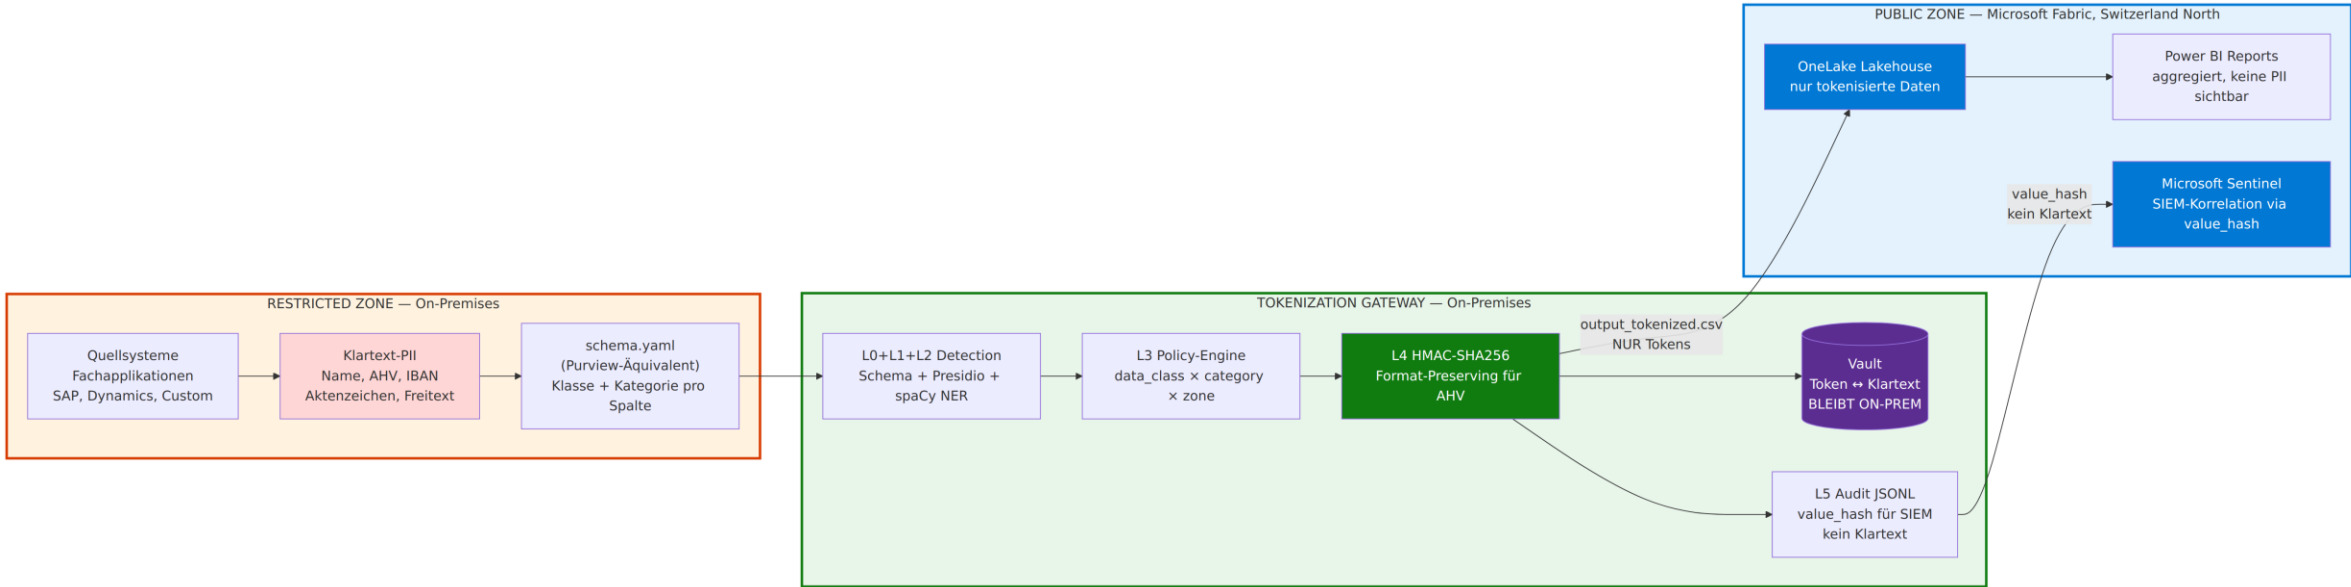 PUBLIC ZONE — Microsoft Fabric, Switzerland North
OneLake Lakehouse
nur tokenisierte Daten
Power BI Reports
aggregiert, keine PII
sichtbar
value_hash
kein Klartext
Microsoft Sentinel
SIEM-Korrelation via
value_hash
RESTRICTED ZONE — On-Premises
Quellsysteme
Fachapplikationen
SAP, Dynamics, Custom
Klartext-PII
Name, AHV, IBAN
Aktenzeichen, Freitext
schema.yaml
(Purview-Äquivalent)
Klasse + Kategorie pro
Spalte
TOKENIZATION GATEWAY — On-Premises
L0+L1+L2 Detection
Schema + Presidio +
spaCy NER
L3 Policy-Engine
data_class × category
× zone
L4 HMAC-SHA256
Format-Preserving für
AHV
output_tokenized.csv
NUR Tokens
Vault
Token ↔ Klartext
BLEIBT ON-PREM
L5 Audit JSONL
value_hash für SIEM
kein Klartext